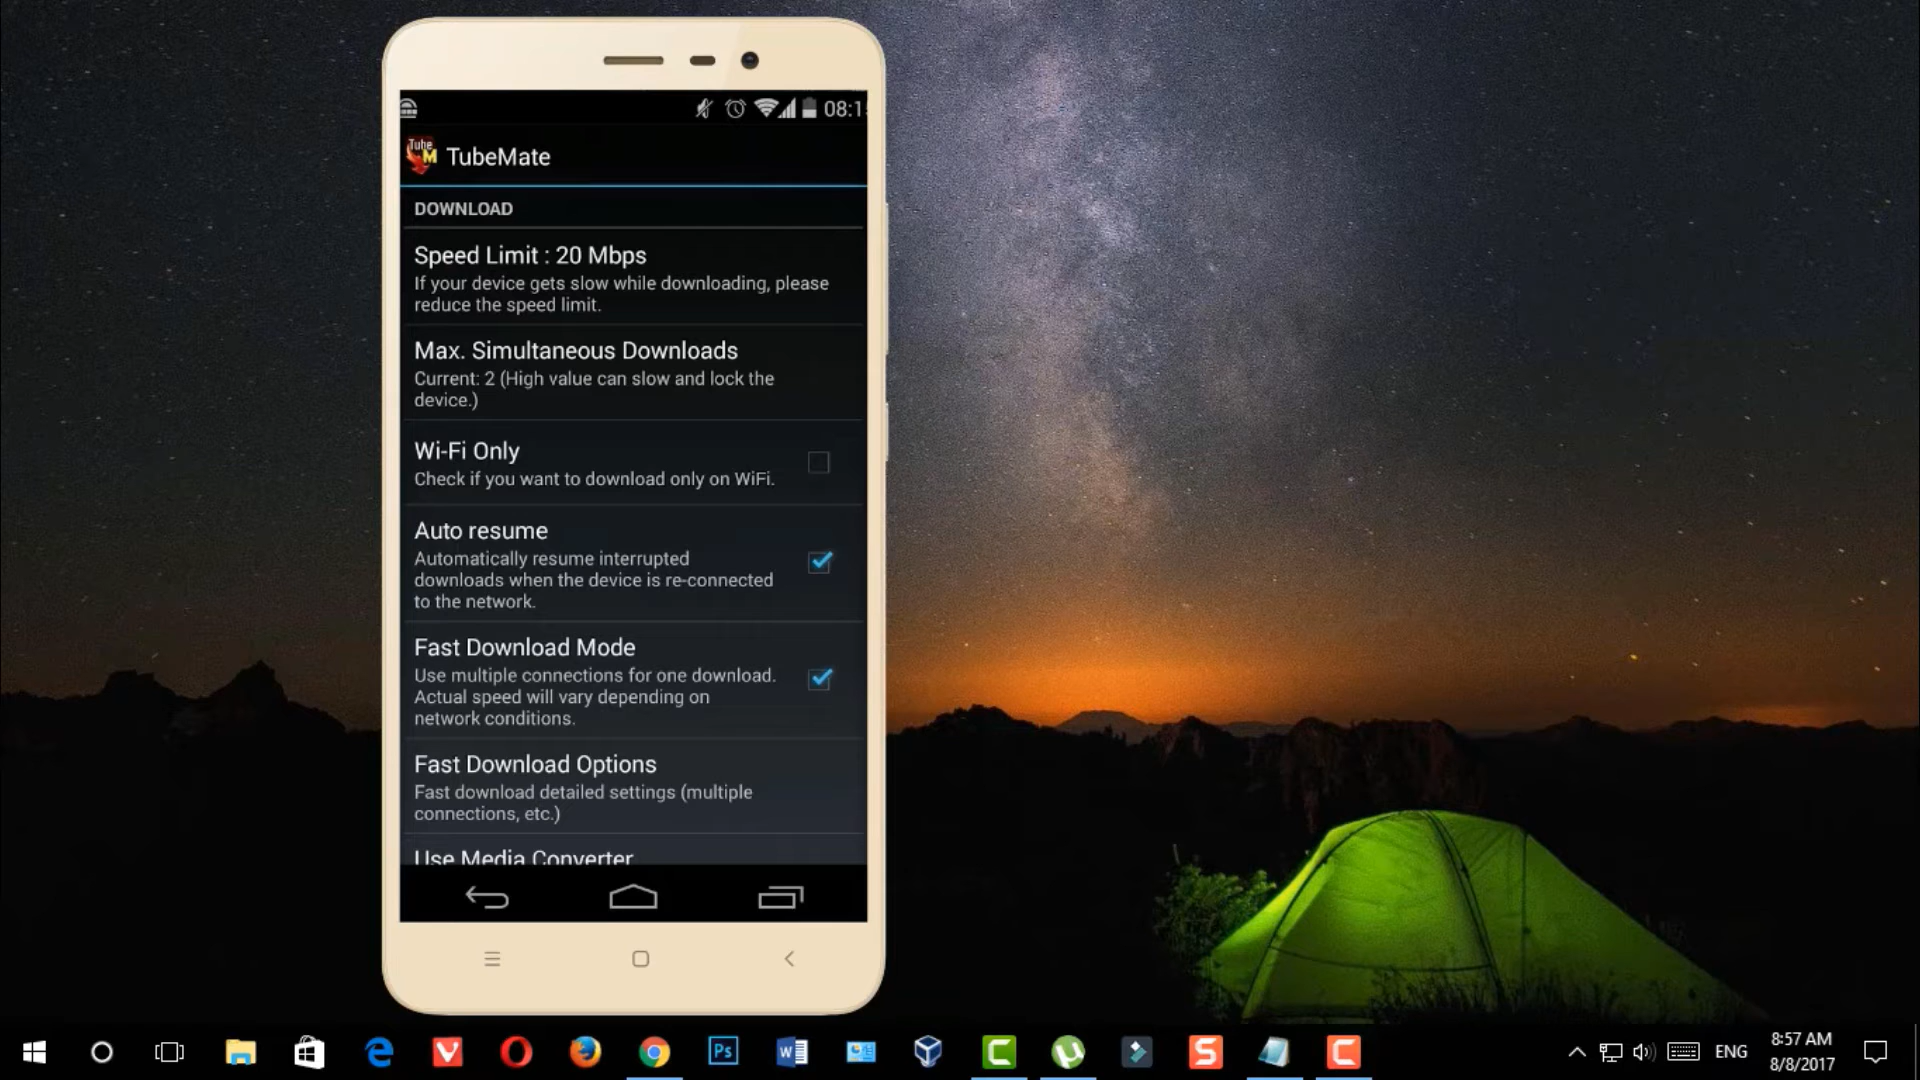 08:1
Tube
M
TubeMate
DOWNLOAD
Speed Limit : 20 Mbps
If your device gets slow while downloading, please
reduce the speed limit.
Max. Simultaneous Downloads
Current: 2 (High value can slow and lock the
device.)
Wi-Fi Only
Check if you want to download only on WiFi.
Auto resume
Automatically resume interrupted
downloads when the device is re-connected
to the network.
Fast Download Mode
Use multiple connections for one download.
Actual speed will vary depending on
network conditions.
Fast Download Options
Fast download detailed settings (multiple
connections, etc.)
Use Media Converter
Ps
ENG
8:57 AM
8/8/2017